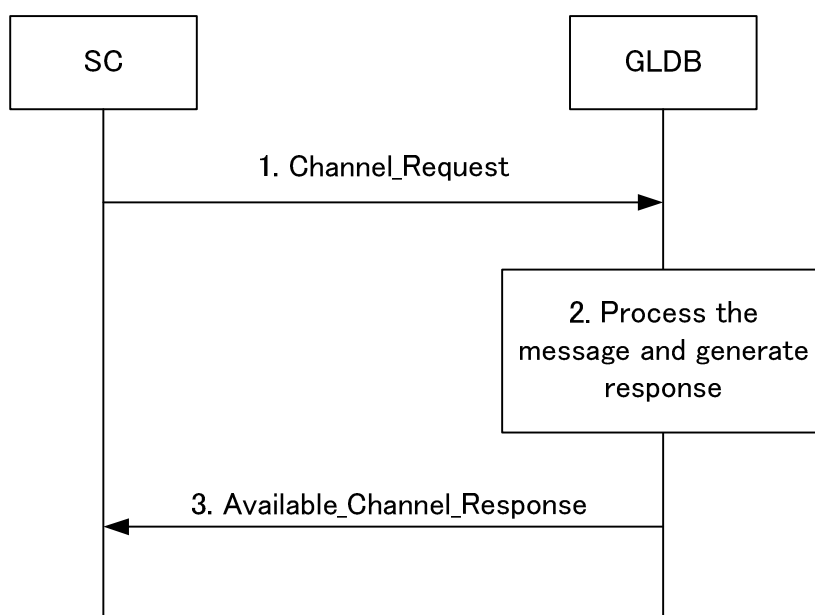 SC
GLDB
1. Channel_Request
2. Process the
message and generate
response
3. Available_Channel_Response